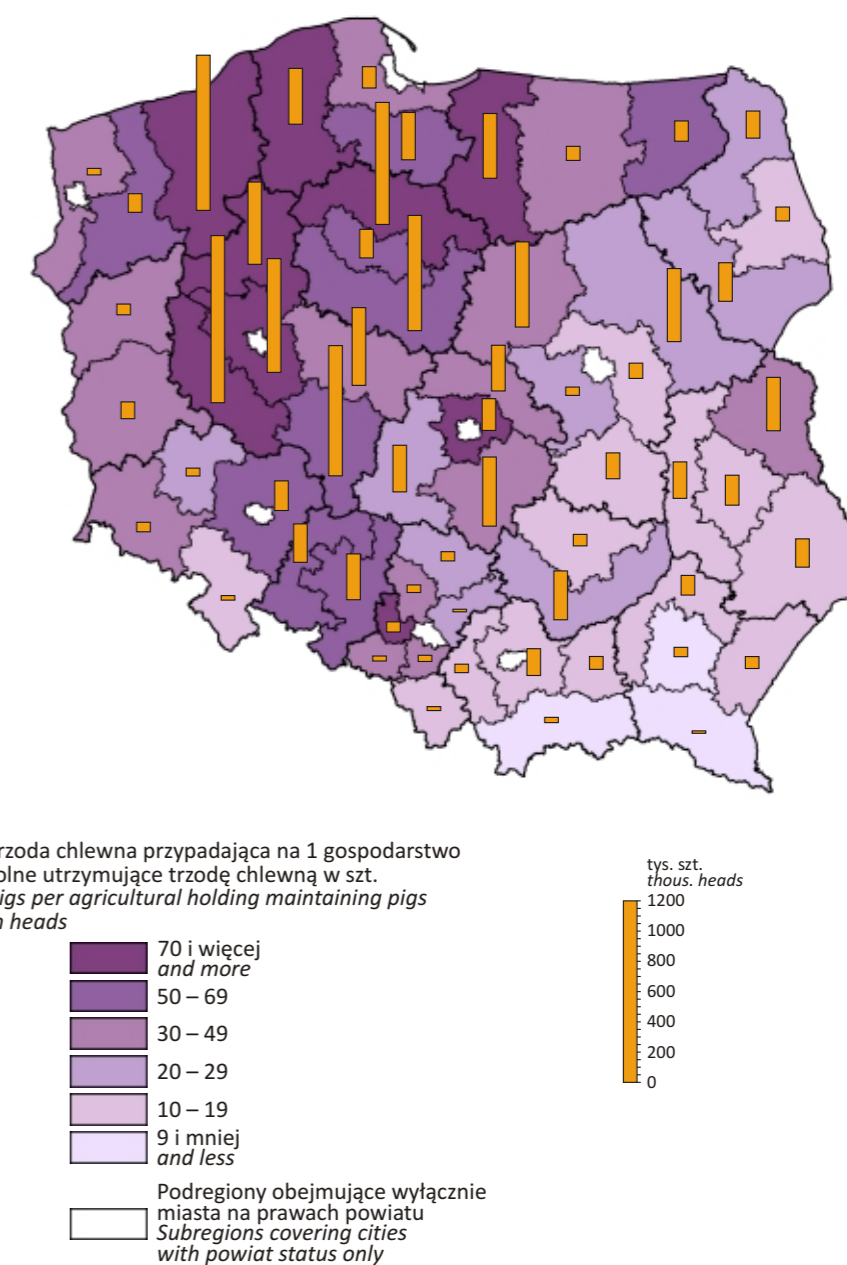 rzoda chlewna przypadająca na 1 gospodarstwo
olne utrzymujące trzodę chlewną w szt.
igs per agricultural holding maintaining pigs
n heads
70 i więcej
and more
50 – 69
30 – 49
20 – 29
10 – 19
9 i mniej
and less
Podregiony obejmujące wyłącznie
miasta na prawach powiatu
Subregions covering cities
with powiat status only
tys. szt.
thous. heads
1200
1000
800
600
400
200
0